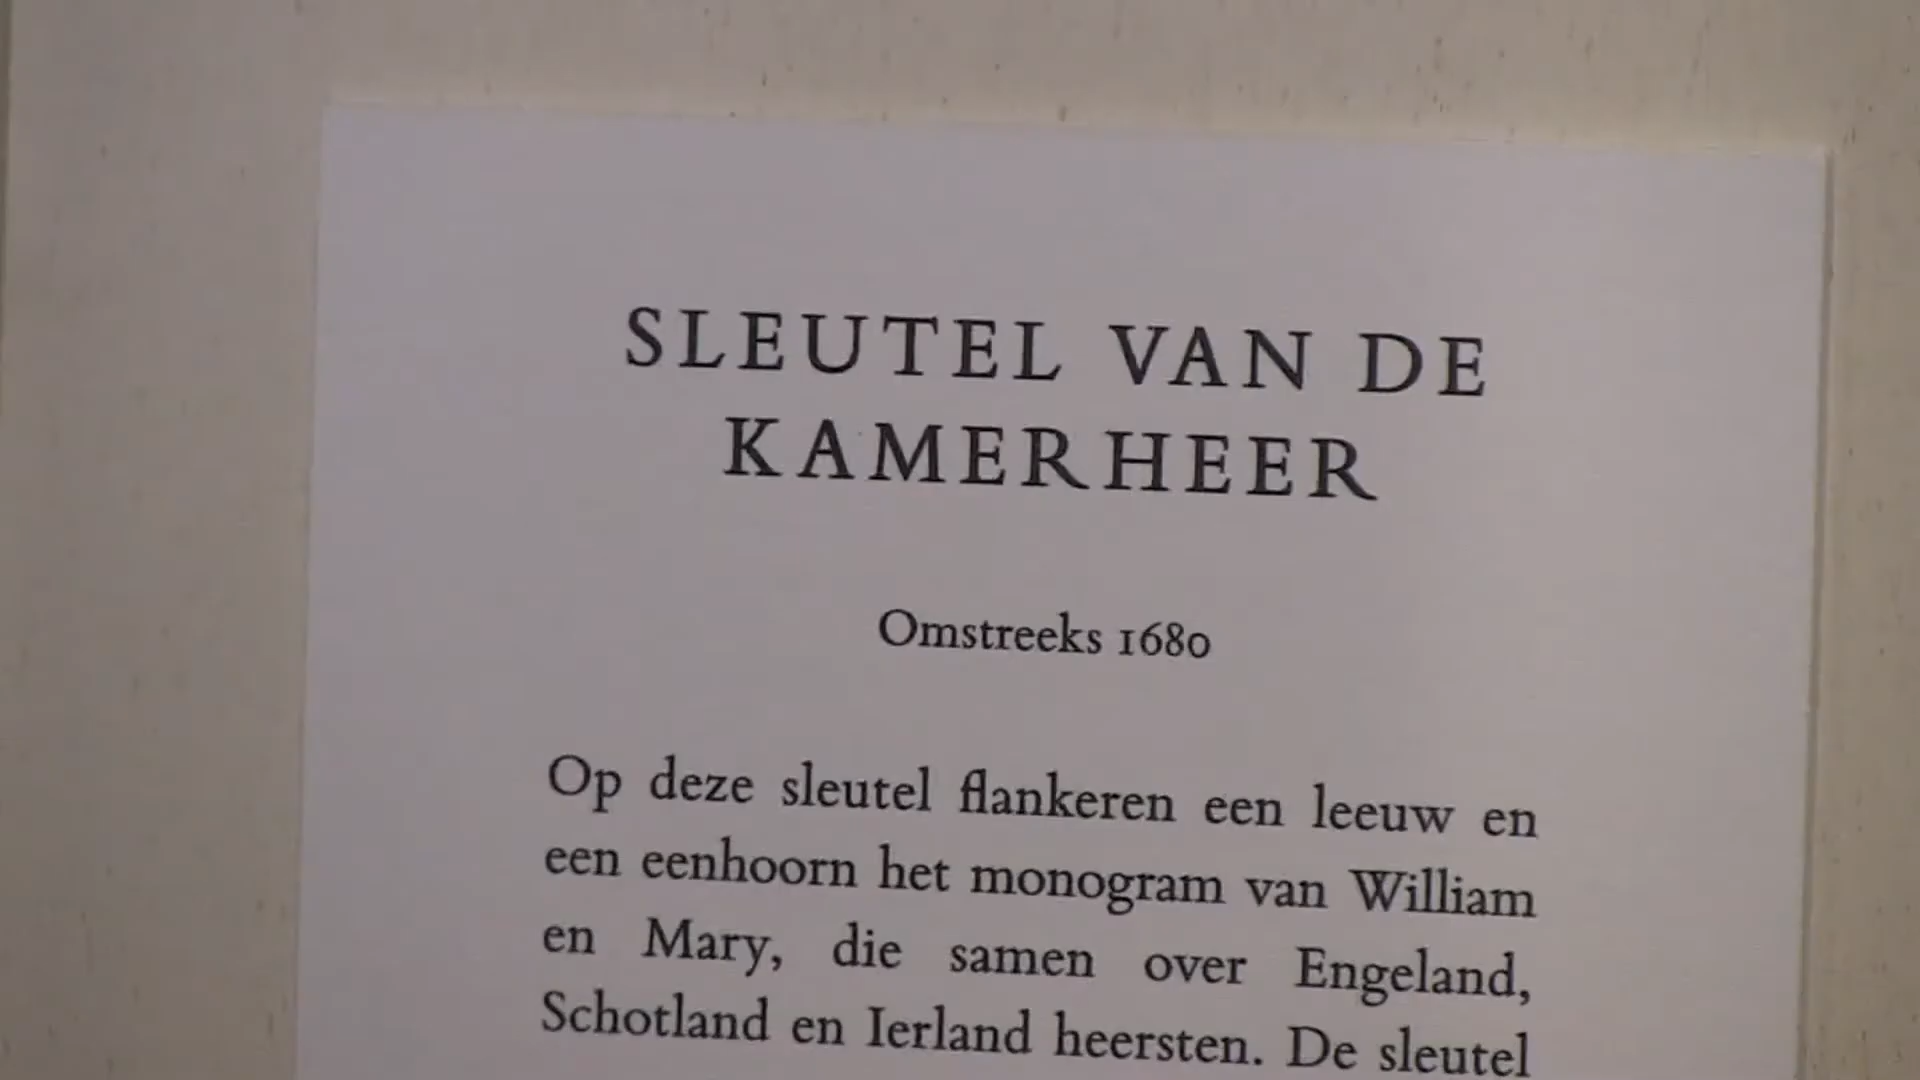 SLEUTEL VAN DE
KAMERHEER
Omstreeks 1680
Op deze sleutel flankeren een leeuw en
een eenhoorn het monogram van William
en Mary, die samen over Engeland,
Schotland en Ierland heersten. De sleutel